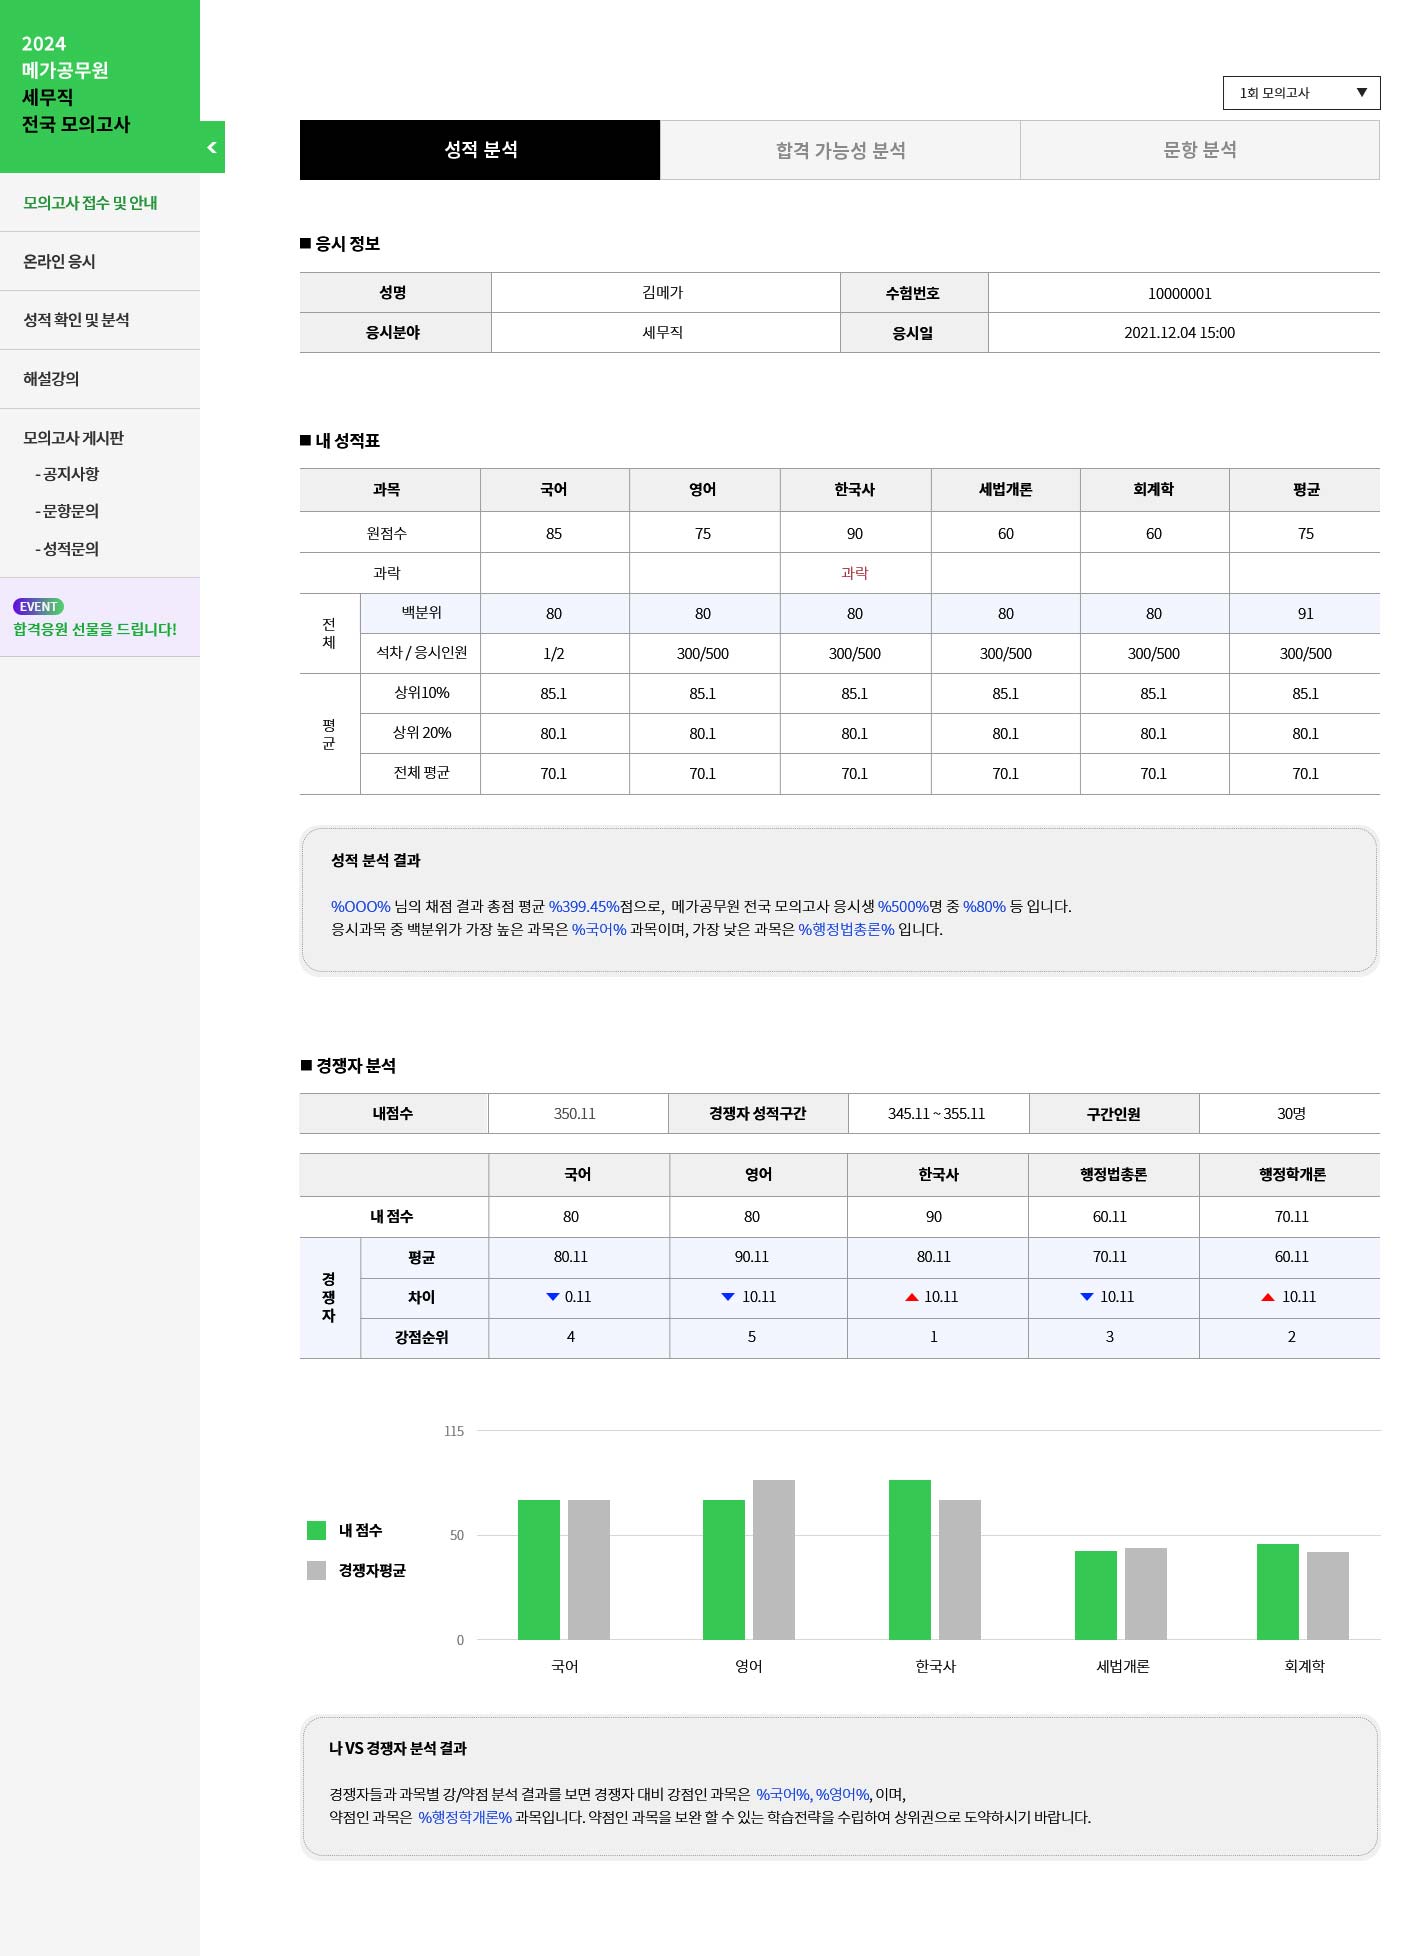 2024
메가공무원
세무직
전국 모의고사
모의고사 접수 및 안내
온라인 응시
성적 확인 및 분석
해설강의
모의고사 게시판
- 공지사항
- 문항문의
- 성적문의
EVENT
합격응원 선물을 드립니다!
1회 모의고사 ▼
성적 분석 합격 가능성 분석 문항 분석
■ 응시 정보
성명 김메가 수험번호 10000001
응시분야 세무직 응시일 2021.12.04 15:00
■ 내 성적표
과목 국어 영어 한국사 세법개론 회계학 평균
원점수 85 75 90 60 60 75
과락 과락
전체 백분위 80 80 80 80 80 91
석차 / 응시인원 1/2 300/500 300/500 300/500 300/500 300/500
평균 상위10% 85.1 85.1 85.1 85.1 85.1 85.1
상위 20% 80.1 80.1 80.1 80.1 80.1 80.1
전체 평균 70.1 70.1 70.1 70.1 70.1 70.1
성적 분석 결과
%OOO% 님의 채점 결과 총점 평균 %399.45%점으로, 메가공무원 전국 모의고사 응시생 %500%명 중 %80% 등 입니다.
응시과목 중 백분위가 가장 높은 과목은 %국어% 과목이며, 가장 낮은 과목은 %행정법총론% 입니다.
■ 경쟁자 분석
내점수 350.11 경쟁자 성적구간 345.11 ~ 355.11 구간인원 30명
국어 영어 한국사 행정법총론 행정학개론
내 점수 80 80 90 60.11 70.11
경쟁자 평균 80.11 90.11 80.11 70.11 60.11
차이 ▼ 0.11 ▼ 10.11 ▲ 10.11 ▼ 10.11 ▲ 10.11
강점순위 4 5 1 3 2
115
50
0
내 점수
경쟁자평균
국어 영어 한국사 세법개론 회계학
나 VS 경쟁자 분석 결과
경쟁자들과 과목별 강/약점 분석 결과를 보면 경쟁자 대비 강점인 과목은 %국어%, %영어%, 이며,
약점인 과목은 %행정학개론% 과목입니다. 약점인 과목을 보완 할 수 있는 학습전략을 수립하여 상위권으로 도약하시기 바랍니다.